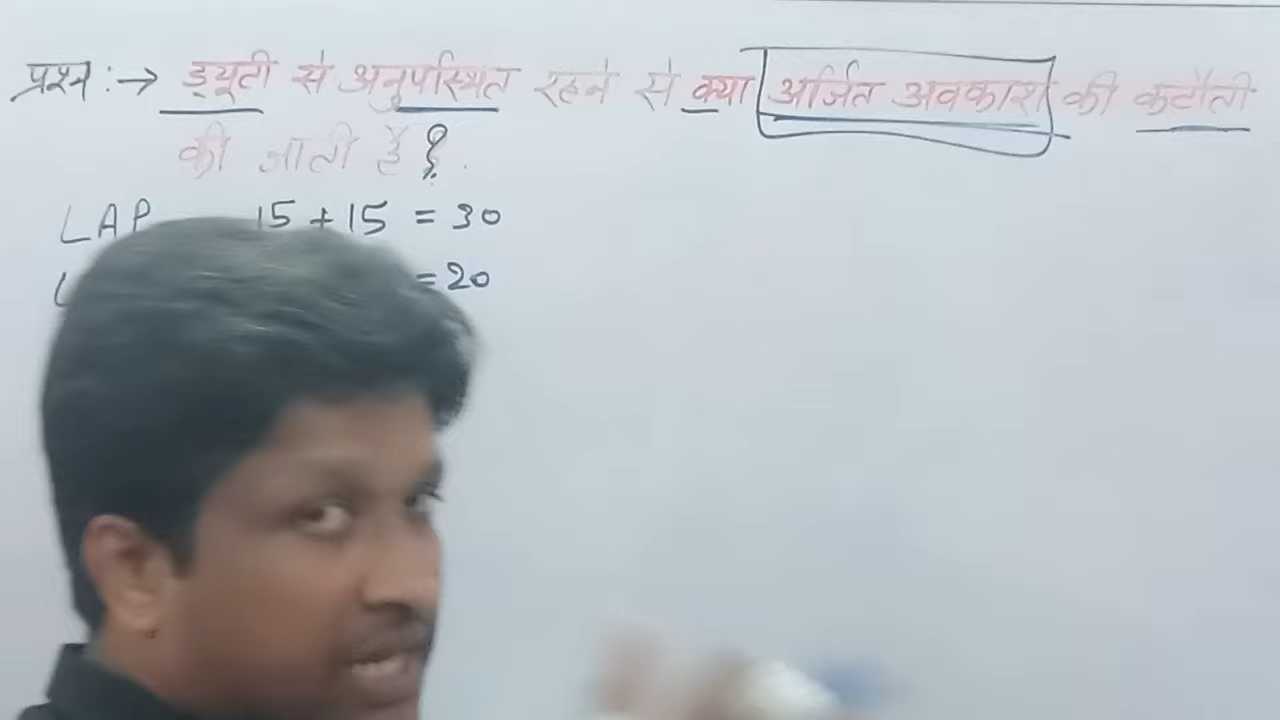 प्रश्न :→ ड्यूटी से अनुपस्थित रहने से क्या अर्जित अवकाश की कटौती
की जाती है ?
LAP 15 + 15 = 30
= 20